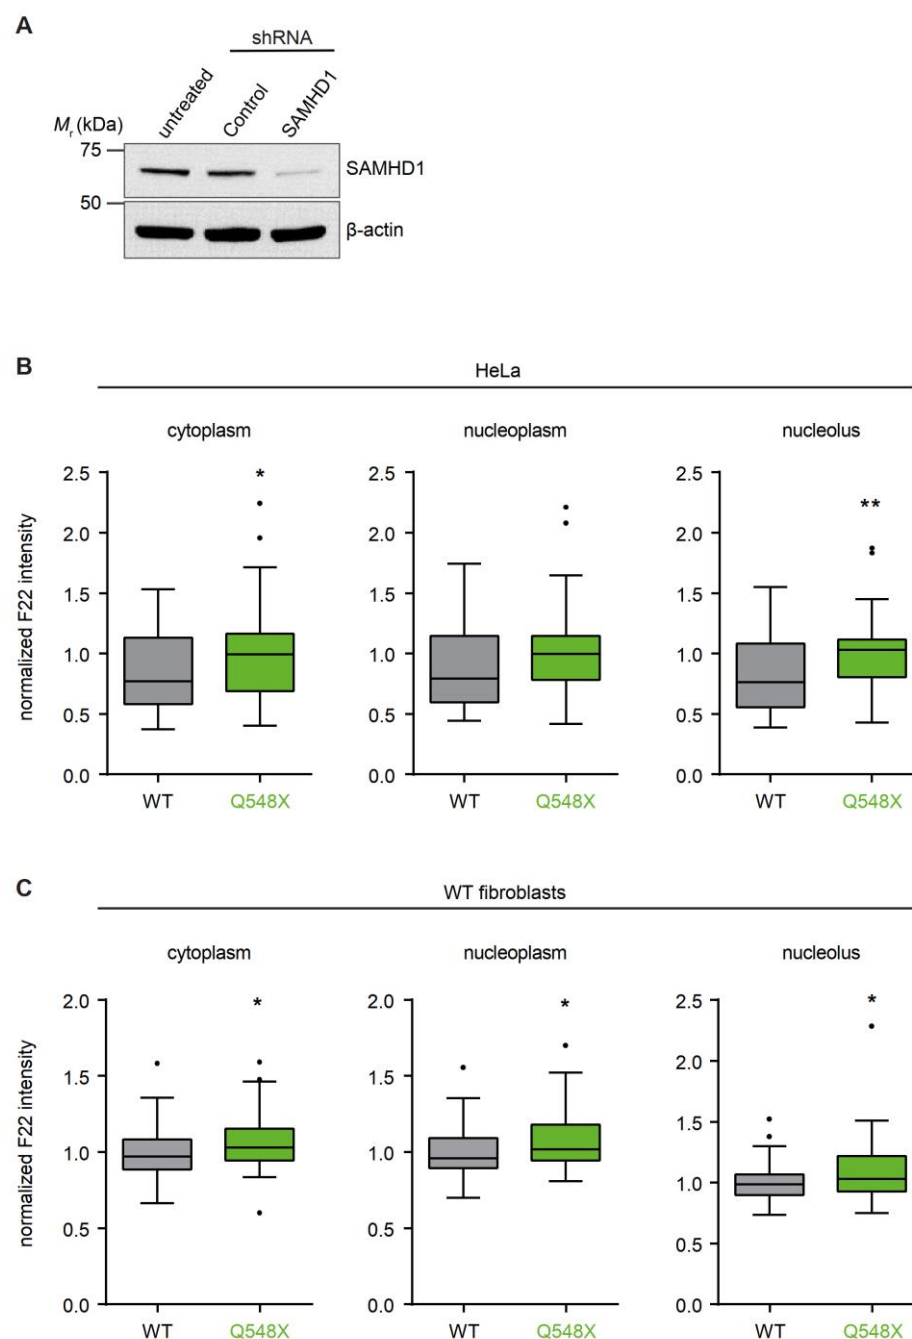 A
shRNA
untreated
Control
SAMHD1
Mr (kDa)
75
SAMHD1
50
β-actin
B
HeLa
cytoplasm
nucleoplasm
nucleolus
normalized F22 intensity
2.5
2.0
1.5
1.0
0.5
0.0
*
WT
Q548X
2.5
2.0
1.5
1.0
0.5
0.0
WT
Q548X
2.5
2.0
1.5
1.0
0.5
0.0
**
WT
Q548X
C
WT fibroblasts
cytoplasm
nucleoplasm
nucleolus
normalized F22 intensity
2.0
1.5
1.0
0.5
0.0
*
WT
Q548X
2.0
1.5
1.0
0.5
0.0
*
WT
Q548X
2.5
2.0
1.5
1.0
0.5
0.0
*
WT
Q548X